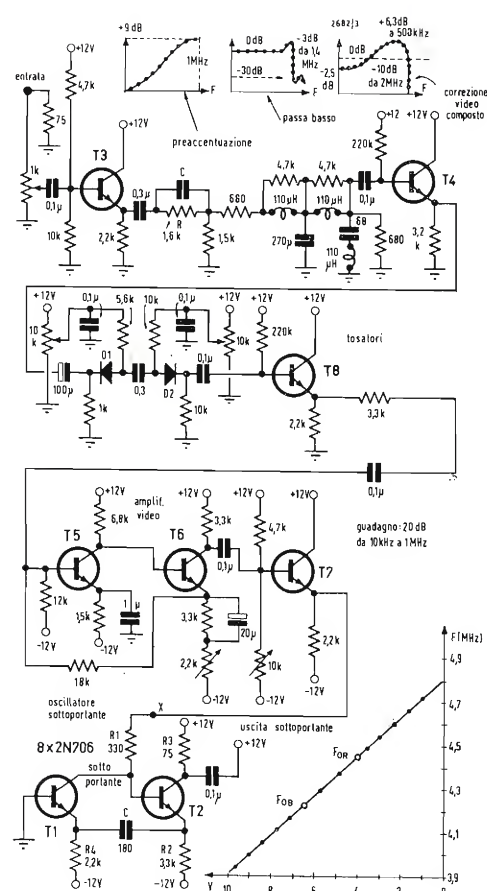 +9 dB
1MHz
F
preaccentuazione
0dB
-3dB
da 1,4
MHz
-30dB
F
passa basso
2682/3
+6,3dB
a 500kHz
0dB
-2,5
dB
-10dB
da 2MHz
F
correzione
video
composto
+12V
entrata
4,7k
75
1k
0,1µ
10k
T3
+12V
2,2k
0,3µ
C
R
1,6k
1,5k
680
4,7k
4,7k
110µH
110µH
270µ
68
110
µH
680
0,1µ
220k
+12
+12V
T4
3,2
k
+12V
10
k
100µ
0,1µ
5,6k
D1
1k
0,3
10k
0,1µ
D2
+12V
10k
0,1µ
10k
+12V
220k
+12V
tosatori
T8
2,2k
3,3k
0,1µ
+12V
6,8k
amplif.
video
T5
12k
-12V
1,5k
-12V
1
µ
18k
+12V
3,3k
T6
0,1µ
3,3k
20µ
2,2k
-12V
+12V
4,7k
10k
-12V
+12V
T7
2,2k
-12V
guadagno: 20 dB
da 10kHz a 1MHz
oscillatore
sottoportante
X
8x2N706
R1
330
R3
75
+12V
uscita sottoportante
+12V
0,1µ
sotto
portante
T1
T2
C
180
R4
2,2k
-12V
R2
3,3k
-12V
F(MHz)
4,9
4,7
4,5
4,3
4,1
3,9
FOR
FOB
V
10
8
6
4
2
0